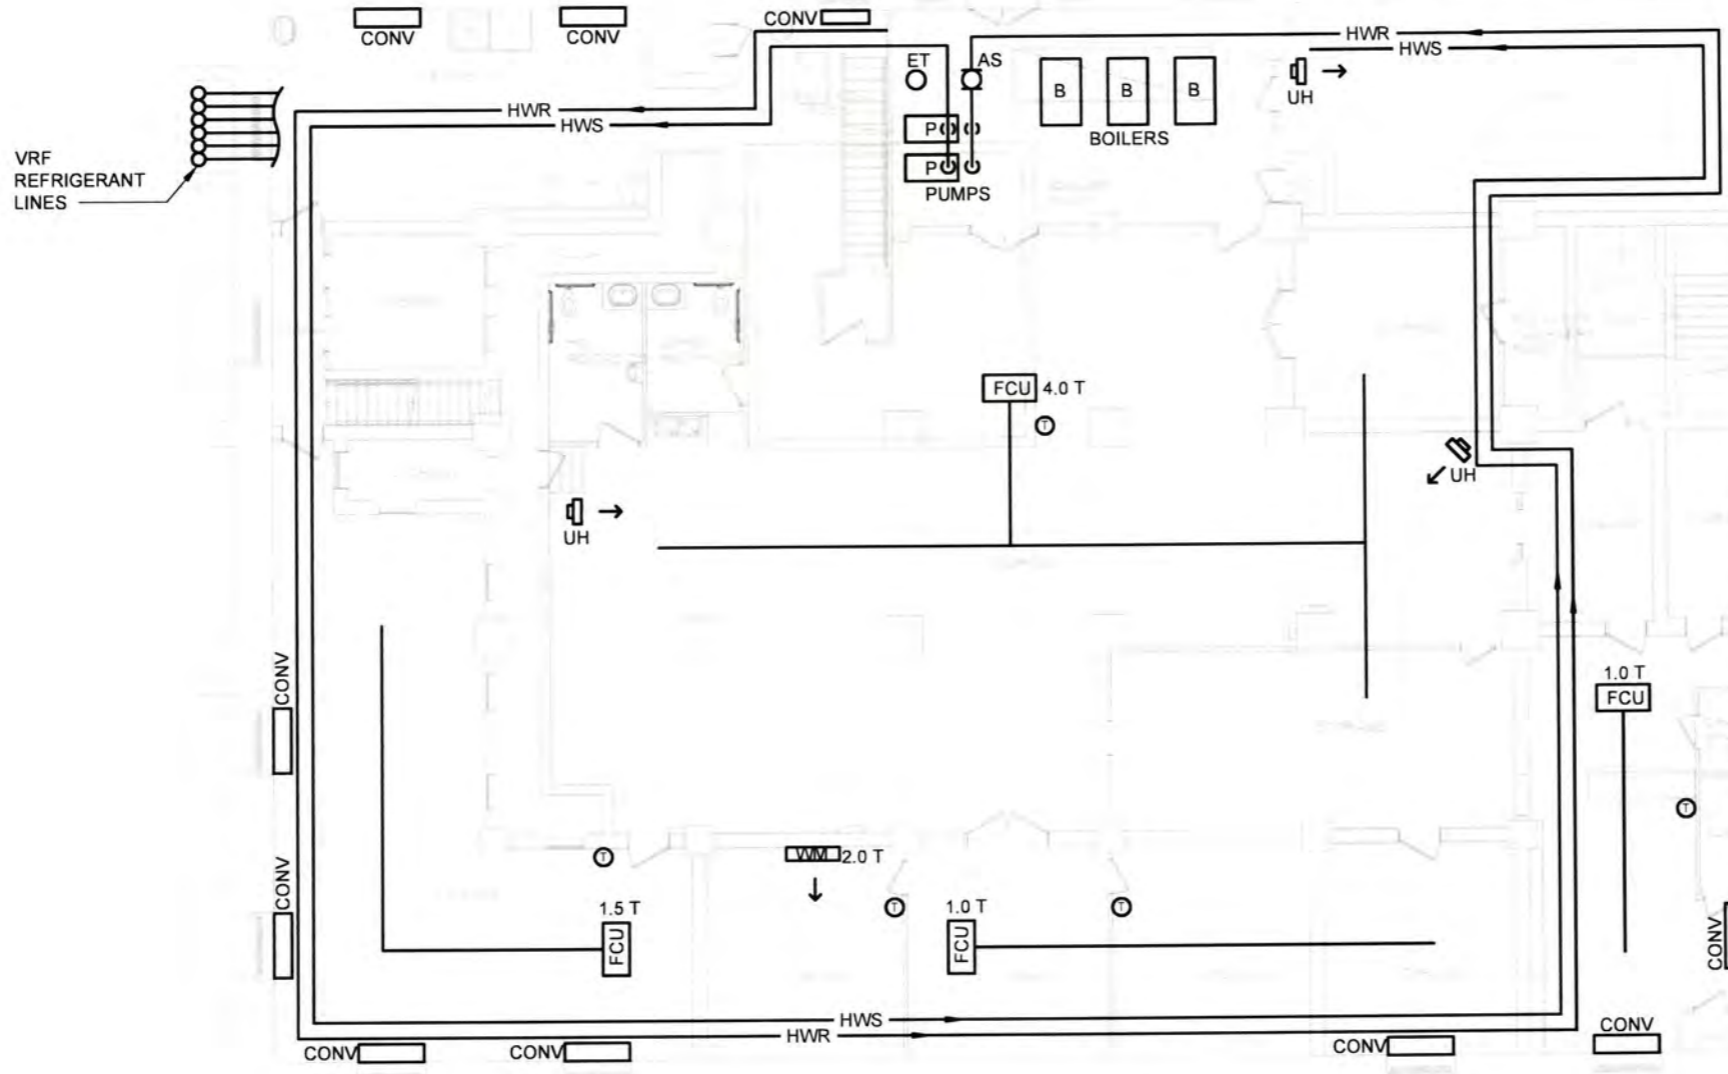 CONV
CONV
CONV
HWR
HWS
ET
AS
UH
B
B
B
BOILERS
HWR
HWS
P
P
PUMPS
VRF
REFRIGERANT
LINES
FCU 4.0 T
T
UH
UH
CONV
1.0 T
FCU
T
WM 2.0 T
T
CONV
1.5 T
FCU
T
1.0 T
FCU
T
CONV
HWS
HWR
CONV
CONV
CONV
CONV